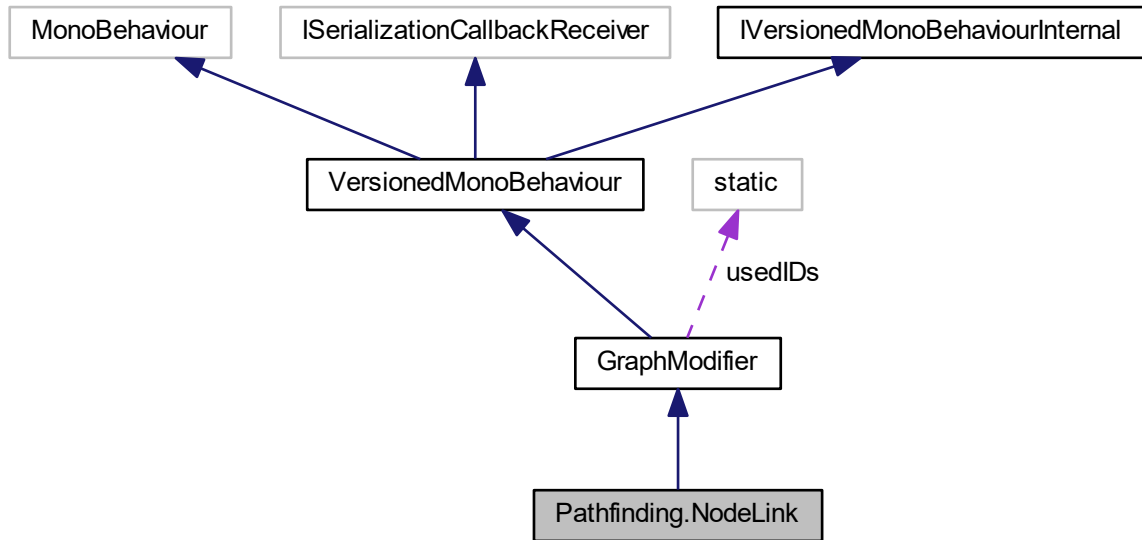 MonoBehaviour
ISerializationCallbackReceiver
IVersionedMonoBehaviourInternal
VersionedMonoBehaviour
static
usedIDs
GraphModifier
Pathfinding.NodeLink